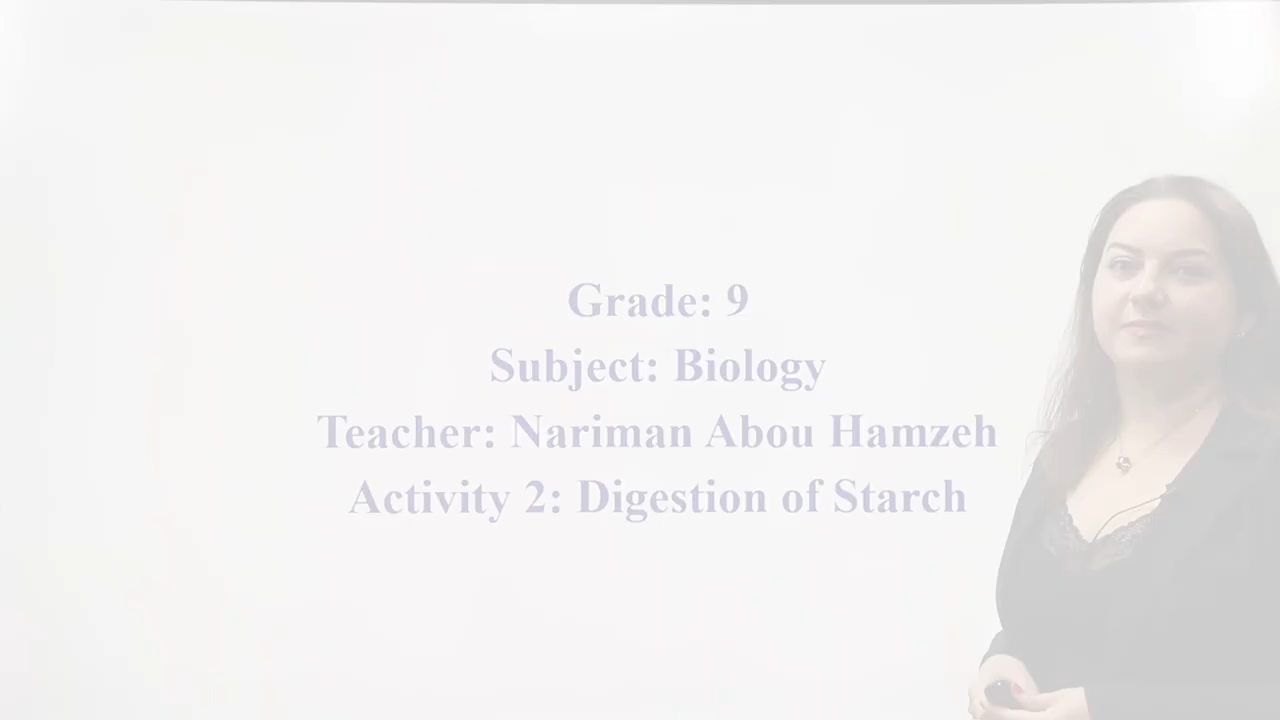 Grade: 9
Subject: Biology
Teacher: Nariman Abou Hamzeh
Activity 2: Digestion of Starch